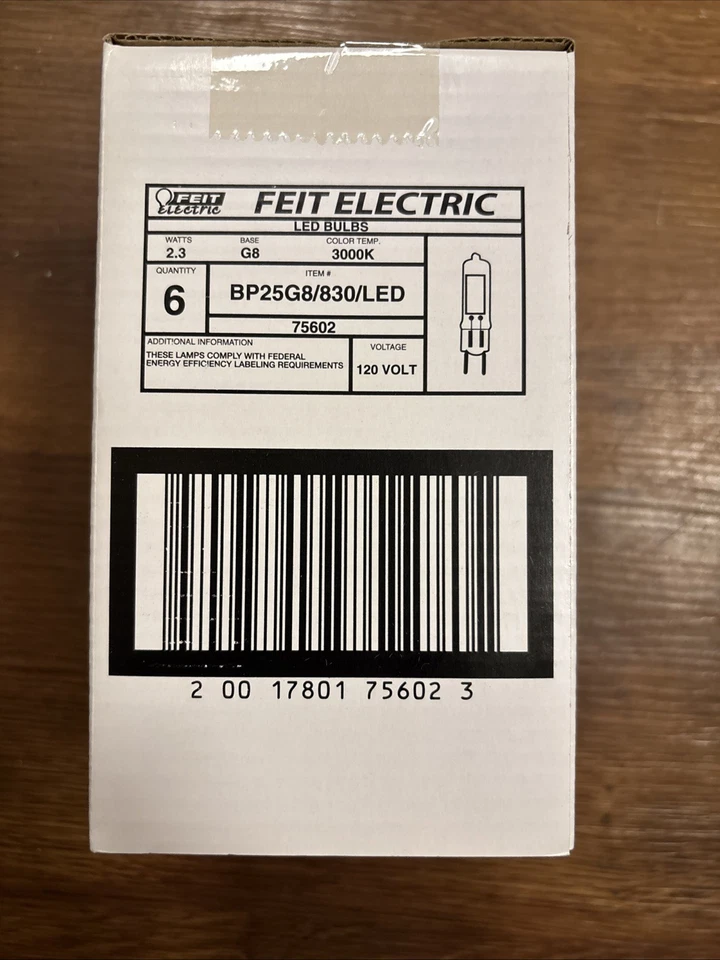 FEIT
electric
FEIT ELECTRIC
LED BULBS
WATTS BASE COLOR TEMP.
2.3 G8 3000K
QUANTITY
6
ITEM #
BP25G8/830/LED
75602
ADDITIONAL INFORMATION
THESE LAMPS COMPLY WITH FEDERAL
ENERGY EFFICIENCY LABELING REQUIREMENTS
VOLTAGE
120 VOLT
2 00 17801 75602 3